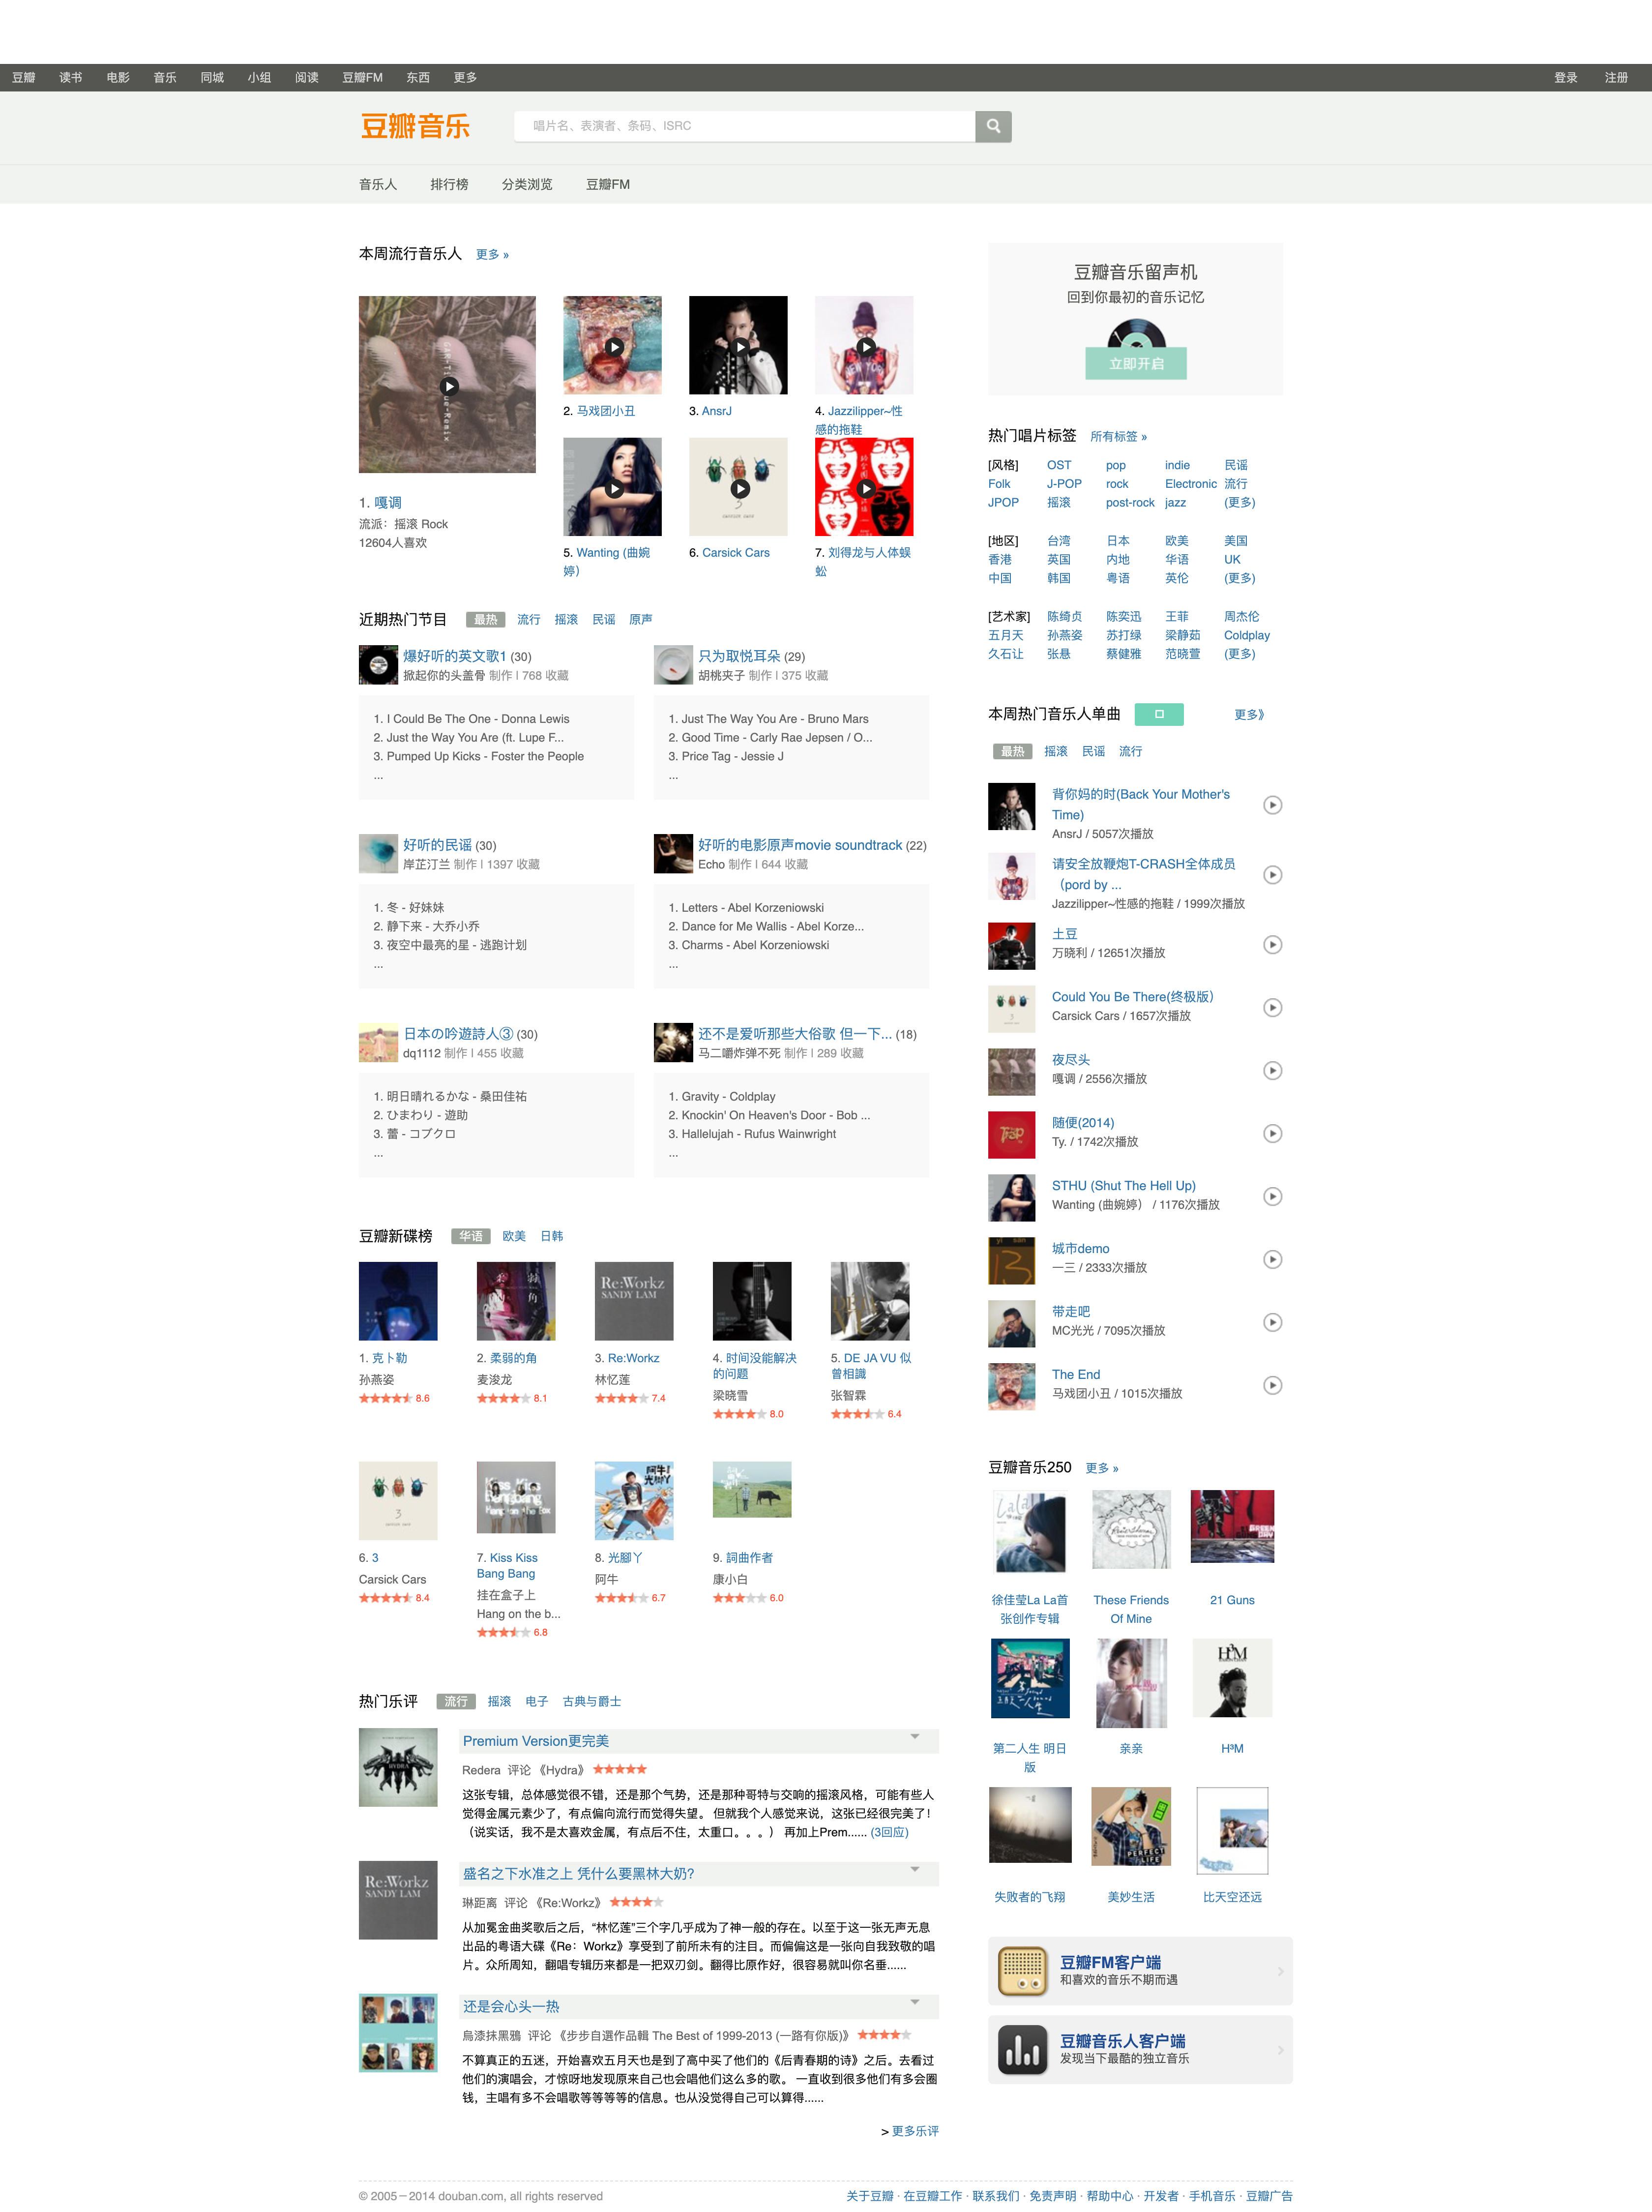 豆瓣 读书 电影 音乐 同城 小组 阅读 豆瓣FM 东西 更多 登录 注册
豆瓣音乐
唱片名、表演者、条码、ISRC
音乐人 排行榜 分类浏览 豆瓣FM
本周流行音乐人 更多 »
1. 嘎调
流派：摇滚 Rock
12604人喜欢
2. 马戏团小丑
3. AnsrJ
4. Jazzilipper~性
感的拖鞋
5. Wanting (曲婉
婷）
6. Carsick Cars
7. 刘得龙与人体蜈
蚣
近期热门节目 最热 流行 摇滚 民谣 原声
爆好听的英文歌1 (30)
掀起你的头盖骨 制作 | 768 收藏
1. I Could Be The One - Donna Lewis
2. Just the Way You Are (ft. Lupe F...
3. Pumped Up Kicks - Foster the People
...
只为取悦耳朵 (29)
胡桃夹子 制作 | 375 收藏
1. Just The Way You Are - Bruno Mars
2. Good Time - Carly Rae Jepsen / O...
3. Price Tag - Jessie J
...
好听的民谣 (30)
岸芷汀兰 制作 | 1397 收藏
1. 冬 - 好妹妹
2. 静下来 - 大乔小乔
3. 夜空中最亮的星 - 逃跑计划
...
好听的电影原声movie soundtrack (22)
Echo 制作 | 644 收藏
1. Letters - Abel Korzeniowski
2. Dance for Me Wallis - Abel Korze...
3. Charms - Abel Korzeniowski
...
日本の吟遊詩人③ (30)
dq1112 制作 | 455 收藏
1. 明日晴れるかな - 桑田佳祐
2. ひまわり - 遊助
3. 蕾 - コブクロ
...
还不是爱听那些大俗歌 但一下... (18)
马二嚼炸弹不死 制作 | 289 收藏
1. Gravity - Coldplay
2. Knockin' On Heaven's Door - Bob ...
3. Hallelujah - Rufus Wainwright
...
豆瓣新碟榜 华语 欧美 日韩
Re:Workz
SANDY LAM
1. 克卜勒
孙燕姿
8.6
2. 柔弱的角
麦浚龙
8.1
3. Re:Workz
林忆莲
7.4
4. 时间没能解决
的问题
梁晓雪
8.0
5. DE JA VU 似
曾相識
张智霖
6.4
6. 3
Carsick Cars
8.4
7. Kiss Kiss
Bang Bang
挂在盒子上
Hang on the b...
6.8
8. 光腳丫
阿牛
6.7
9. 詞曲作者
康小白
6.0
热门乐评 流行 摇滚 电子 古典与爵士
HYDRA
Premium Version更完美
Redera 评论 《Hydra》
这张专辑，总体感觉很不错，还是那个气势，还是那种哥特与交响的摇滚风格，可能有些人
觉得金属元素少了，有点偏向流行而觉得失望。 但就我个人感觉来说，这张已经很完美了！
（说实话，我不是太喜欢金属，有点后不住，太重口。。。） 再加上Prem...... (3回应)
Re:Workz
SANDY LAM
盛名之下水准之上 凭什么要黑林大奶?
琳距离 评论 《Re:Workz》
从加冕金曲奖歌后之后，“林忆莲”三个字几乎成为了神一般的存在。以至于这一张无声无息
出品的粤语大碟《Re：Workz》享受到了前所未有的注目。而偏偏这是一张向自我致敬的唱
片。众所周知，翻唱专辑历来都是一把双刃剑。翻得比原作好，很容易就叫你名垂......
还是会心头一热
烏漆抹黑鴉 评论 《步步自選作品輯 The Best of 1999-2013 (一路有你版)》
不算真正的五迷，开始喜欢五月天也是到了高中买了他们的《后青春期的诗》之后。去看过
他们的演唱会，才惊呀地发现原来自己也会唱他们这么多的歌。 一直收到很多他们有多会圈
钱，主唱有多不会唱歌等等等等的信息。也从没觉得自己可以算得......
> 更多乐评
豆瓣音乐留声机
回到你最初的音乐记忆
立即开启
热门唱片标签 所有标签 »
[风格] OST pop indie 民谣
Folk J-POP rock Electronic 流行
JPOP 摇滚 post-rock jazz (更多)
[地区] 台湾 日本 欧美 美国
香港 英国 内地 华语 UK
中国 韩国 粤语 英伦 (更多)
[艺术家] 陈绮贞 陈奕迅 王菲 周杰伦
五月天 孙燕姿 苏打绿 梁静茹 Coldplay
久石让 张悬 蔡健雅 范晓萱 (更多)
本周热门音乐人单曲 更多》
最热 摇滚 民谣 流行
背你妈的时(Back Your Mother's
Time)
AnsrJ / 5057次播放
请安全放鞭炮T-CRASH全体成员
（pord by ...
Jazzilipper~性感的拖鞋 / 1999次播放
土豆
万晓利 / 12651次播放
Could You Be There(终极版）
Carsick Cars / 1657次播放
夜尽头
嘎调 / 2556次播放
随便(2014)
Ty. / 1742次播放
STHU (Shut The Hell Up)
Wanting (曲婉婷） / 1176次播放
城市demo
一三 / 2333次播放
带走吧
MC光光 / 7095次播放
The End
马戏团小丑 / 1015次播放
豆瓣音乐250 更多 »
徐佳莹La La首
张创作专辑
These Friends
Of Mine
21 Guns
第二人生 明日
版
亲亲
H³M
失败者的飞翔
美妙生活
比天空还远
豆瓣FM客户端
和喜欢的音乐不期而遇
豆瓣音乐人客户端
发现当下最酷的独立音乐
© 2005－2014 douban.com, all rights reserved
关于豆瓣 · 在豆瓣工作 · 联系我们 · 免责声明 · 帮助中心 · 开发者 · 手机音乐 · 豆瓣广告